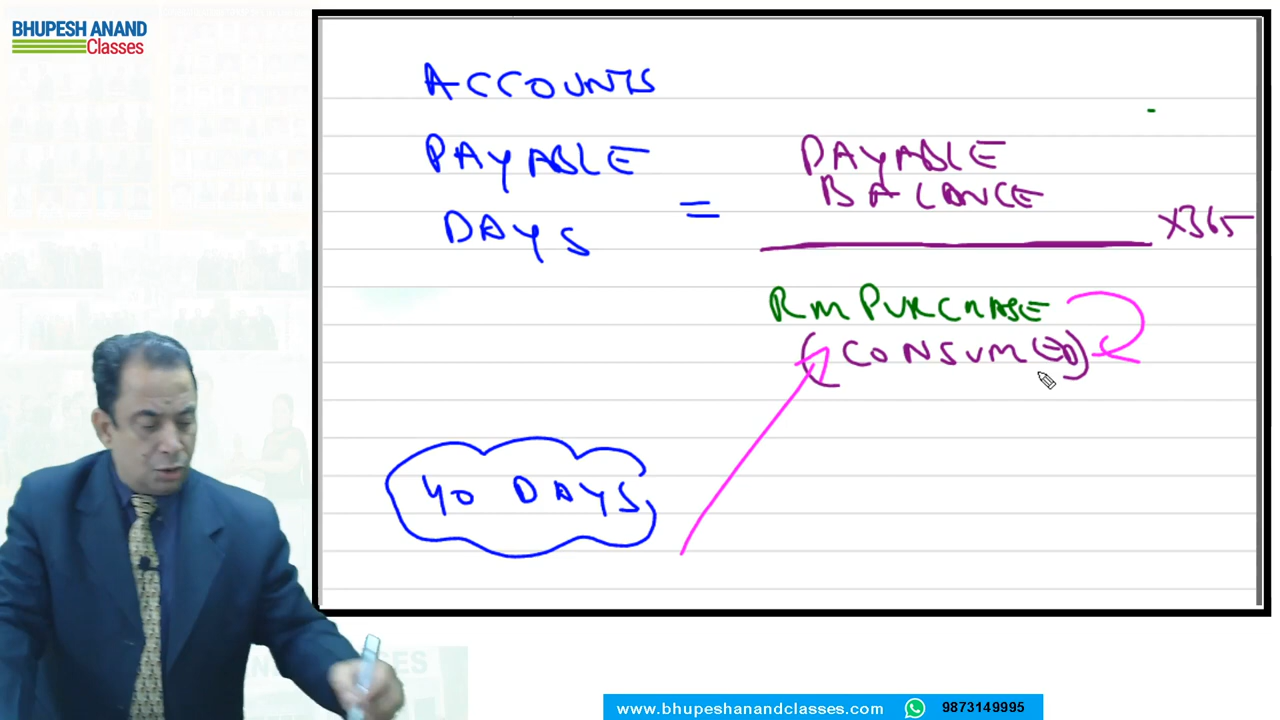 BHUPESH ANAND
Classes
ACCOUNTS
PAYABLE
DAYS
=
PAYABLE
BALANCE
X365
RM PURCHASE
(CONSUMED)
40 DAYS
www.bhupeshanandclasses.com 9873149995